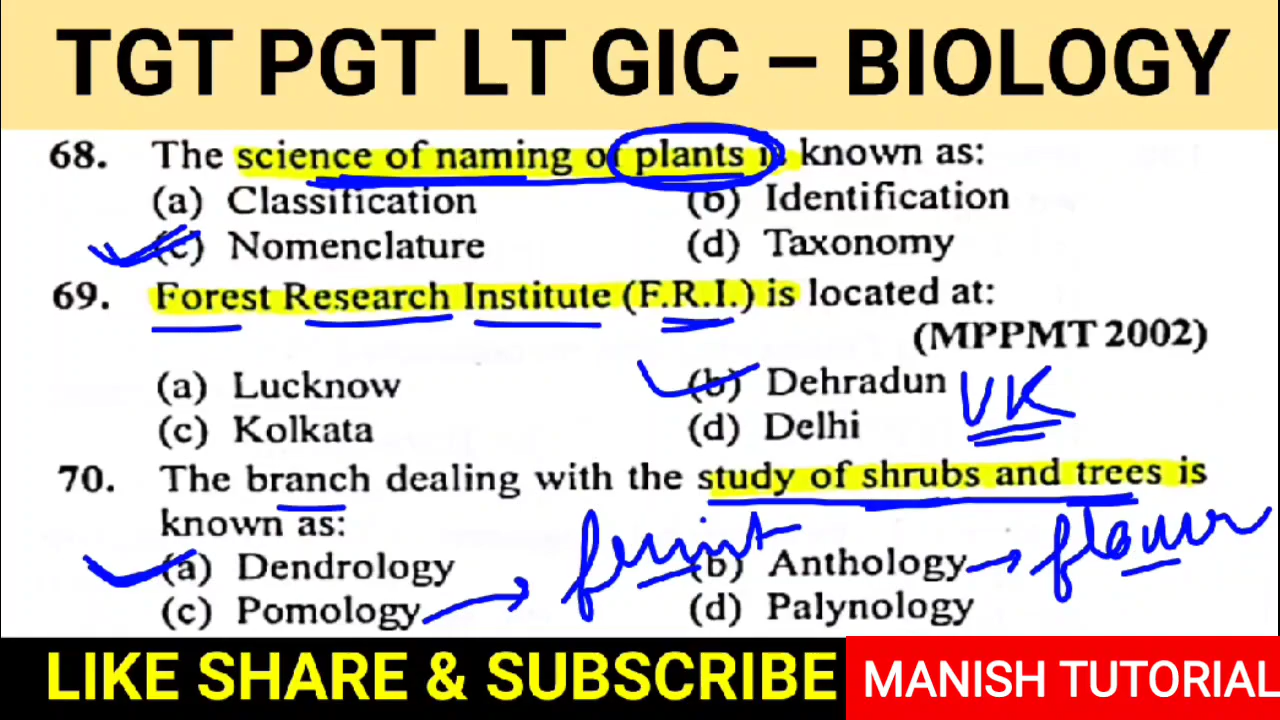 TGT PGT LT GIC – BIOLOGY
68. The science of naming of plants is known as:
(a) Classification (b) Identification
(c) Nomenclature (d) Taxonomy
69. Forest Research Institute (F.R.I.) is located at:
(MPPMT 2002)
(a) Lucknow (b) Dehradun VK
(c) Kolkata (d) Delhi
70. The branch dealing with the study of shrubs and trees is
known as:
(a) Dendrology (b) Anthology → flower
(c) Pomology → (d) Palynology
LIKE SHARE & SUBSCRIBE MANISH TUTORIAL